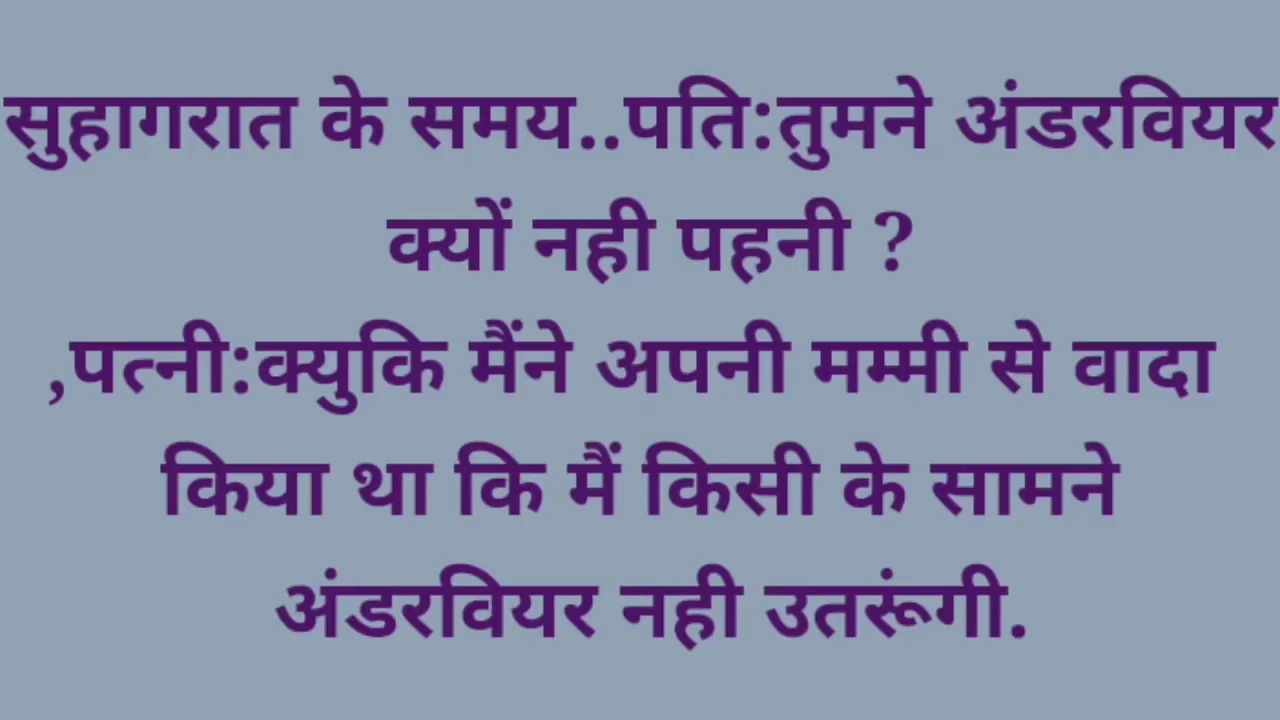 सुहागरात के समय..पति:तुमने अंडरवियर
क्यों नही पहनी ?
,पत्नी:क्युकि मैंने अपनी मम्मी से वादा
किया था कि मैं किसी के सामने
अंडरवियर नही उतरूंगी.